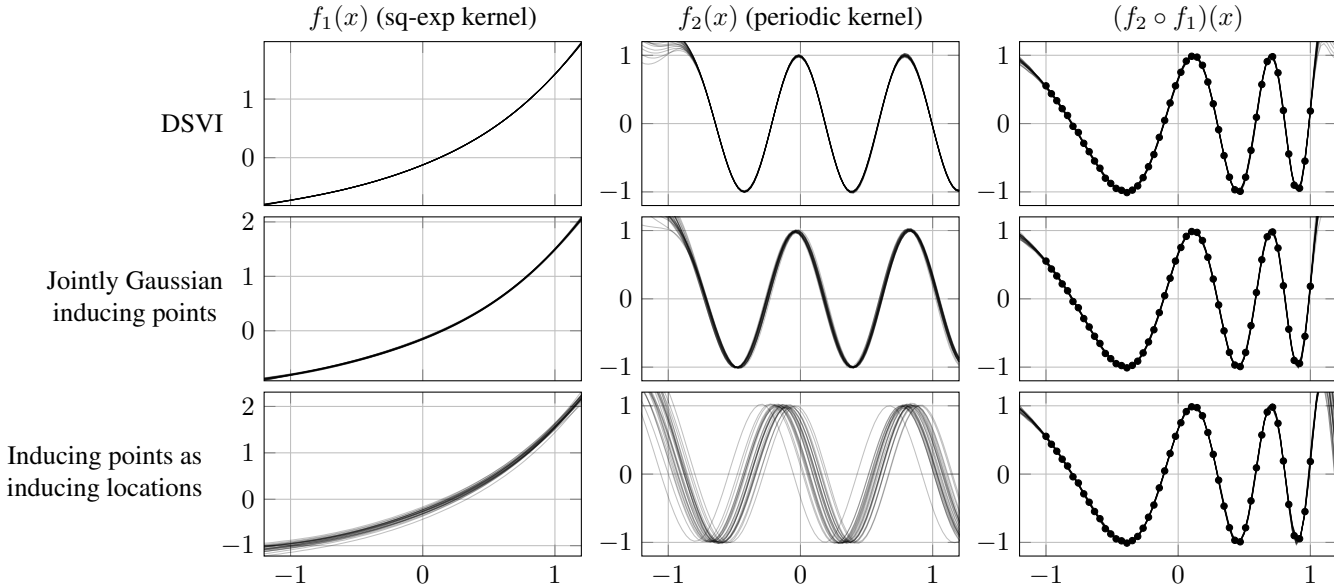 f₁(x) (sq-exp kernel)
f₂(x) (periodic kernel)
(f₂ ∘ f₁)(x)
DSVI
1
0
1
0
−1
1
0
−1
Jointly Gaussian
inducing points
2
1
0
1
0
−1
1
0
−1
Inducing points as
inducing locations
2
1
0
−1
1
0
−1
1
0
−1
−1 0 1
−1 0 1
−1 0 1